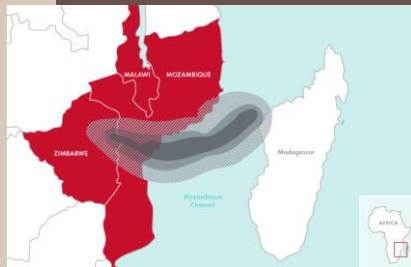 MALAWI
MOZAMBIQUE
ZIMBABWE
Madagascar
Mozambique
Channel
AFRICA